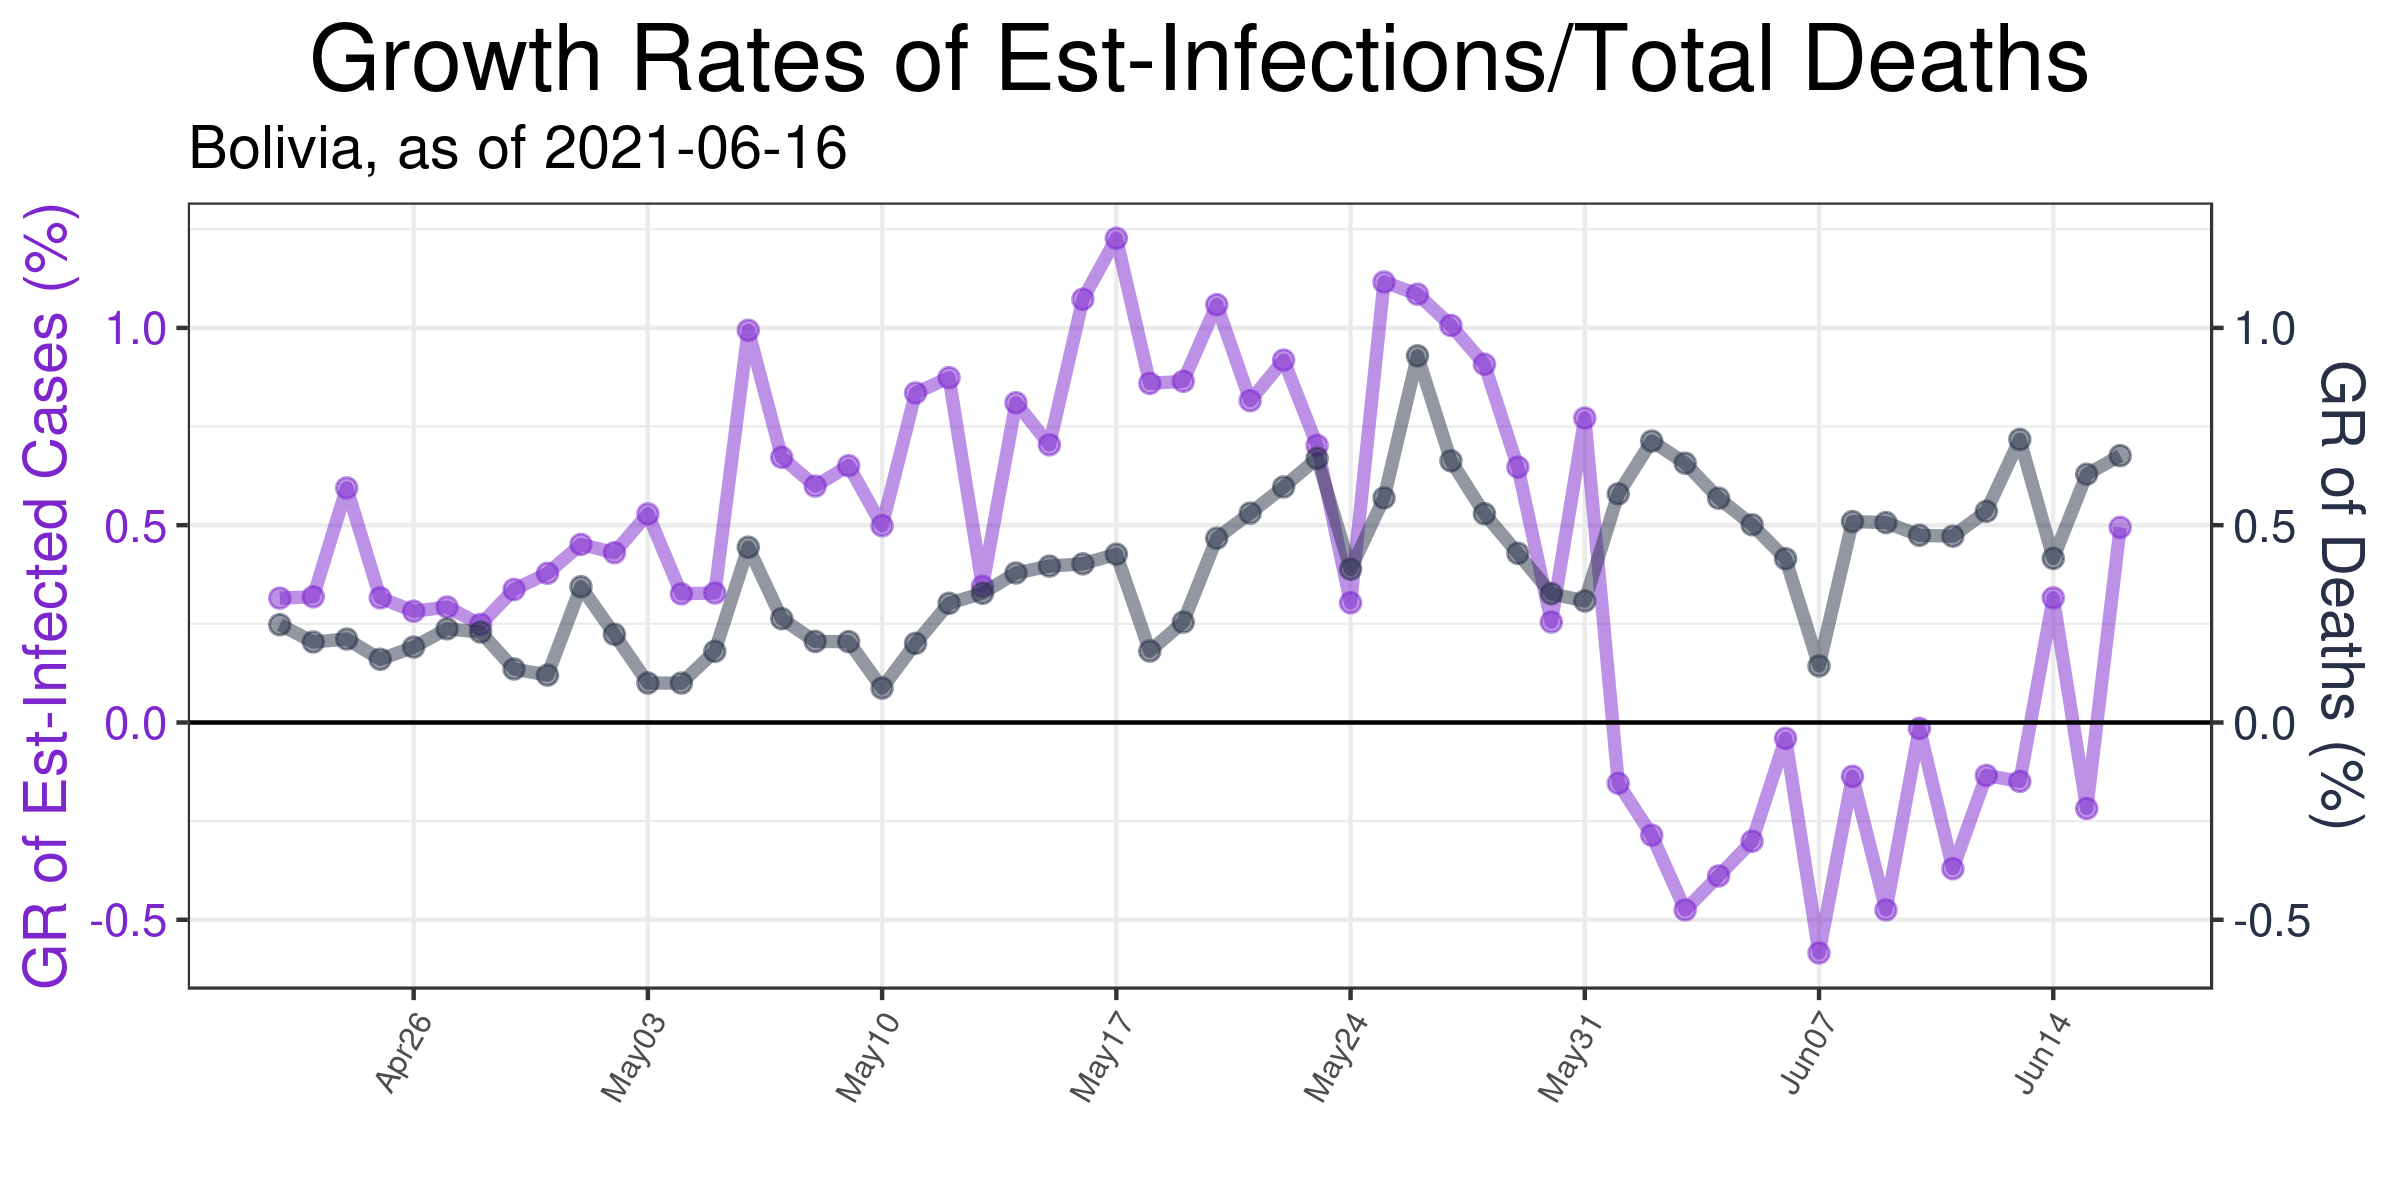 Growth Rates of Est-Infections/Total Deaths
Bolivia, as of 2021-06-16
GR of Est-Infected Cases (%)
1.0
0.5
0.0
-0.5
1.0
0.5
0.0
-0.5
GR of Deaths (%)
Apr26
May03
May10
May17
May24
May31
Jun07
Jun14